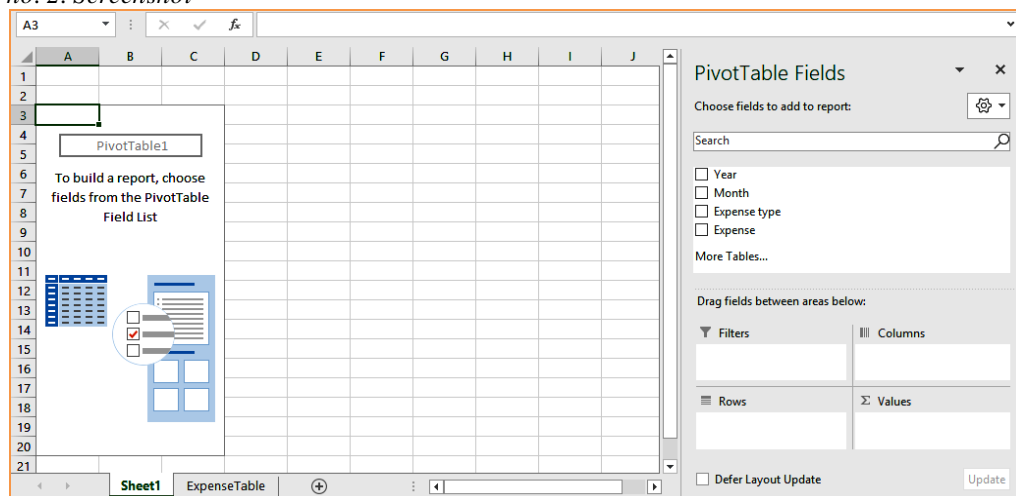 no. 2: Screenshot
A3
fx
A B C D E F G H I J
1
2
3
4
5
6
7
8
9
10
11
12
13
14
15
16
17
18
19
20
21
PivotTable1
To build a report, choose
fields from the PivotTable
Field List
Sheet1 ExpenseTable
PivotTable Fields
Choose fields to add to report:
Search
Year
Month
Expense type
Expense
More Tables...
Drag fields between areas below:
Filters
Columns
Rows
Σ Values
Defer Layout Update
Update